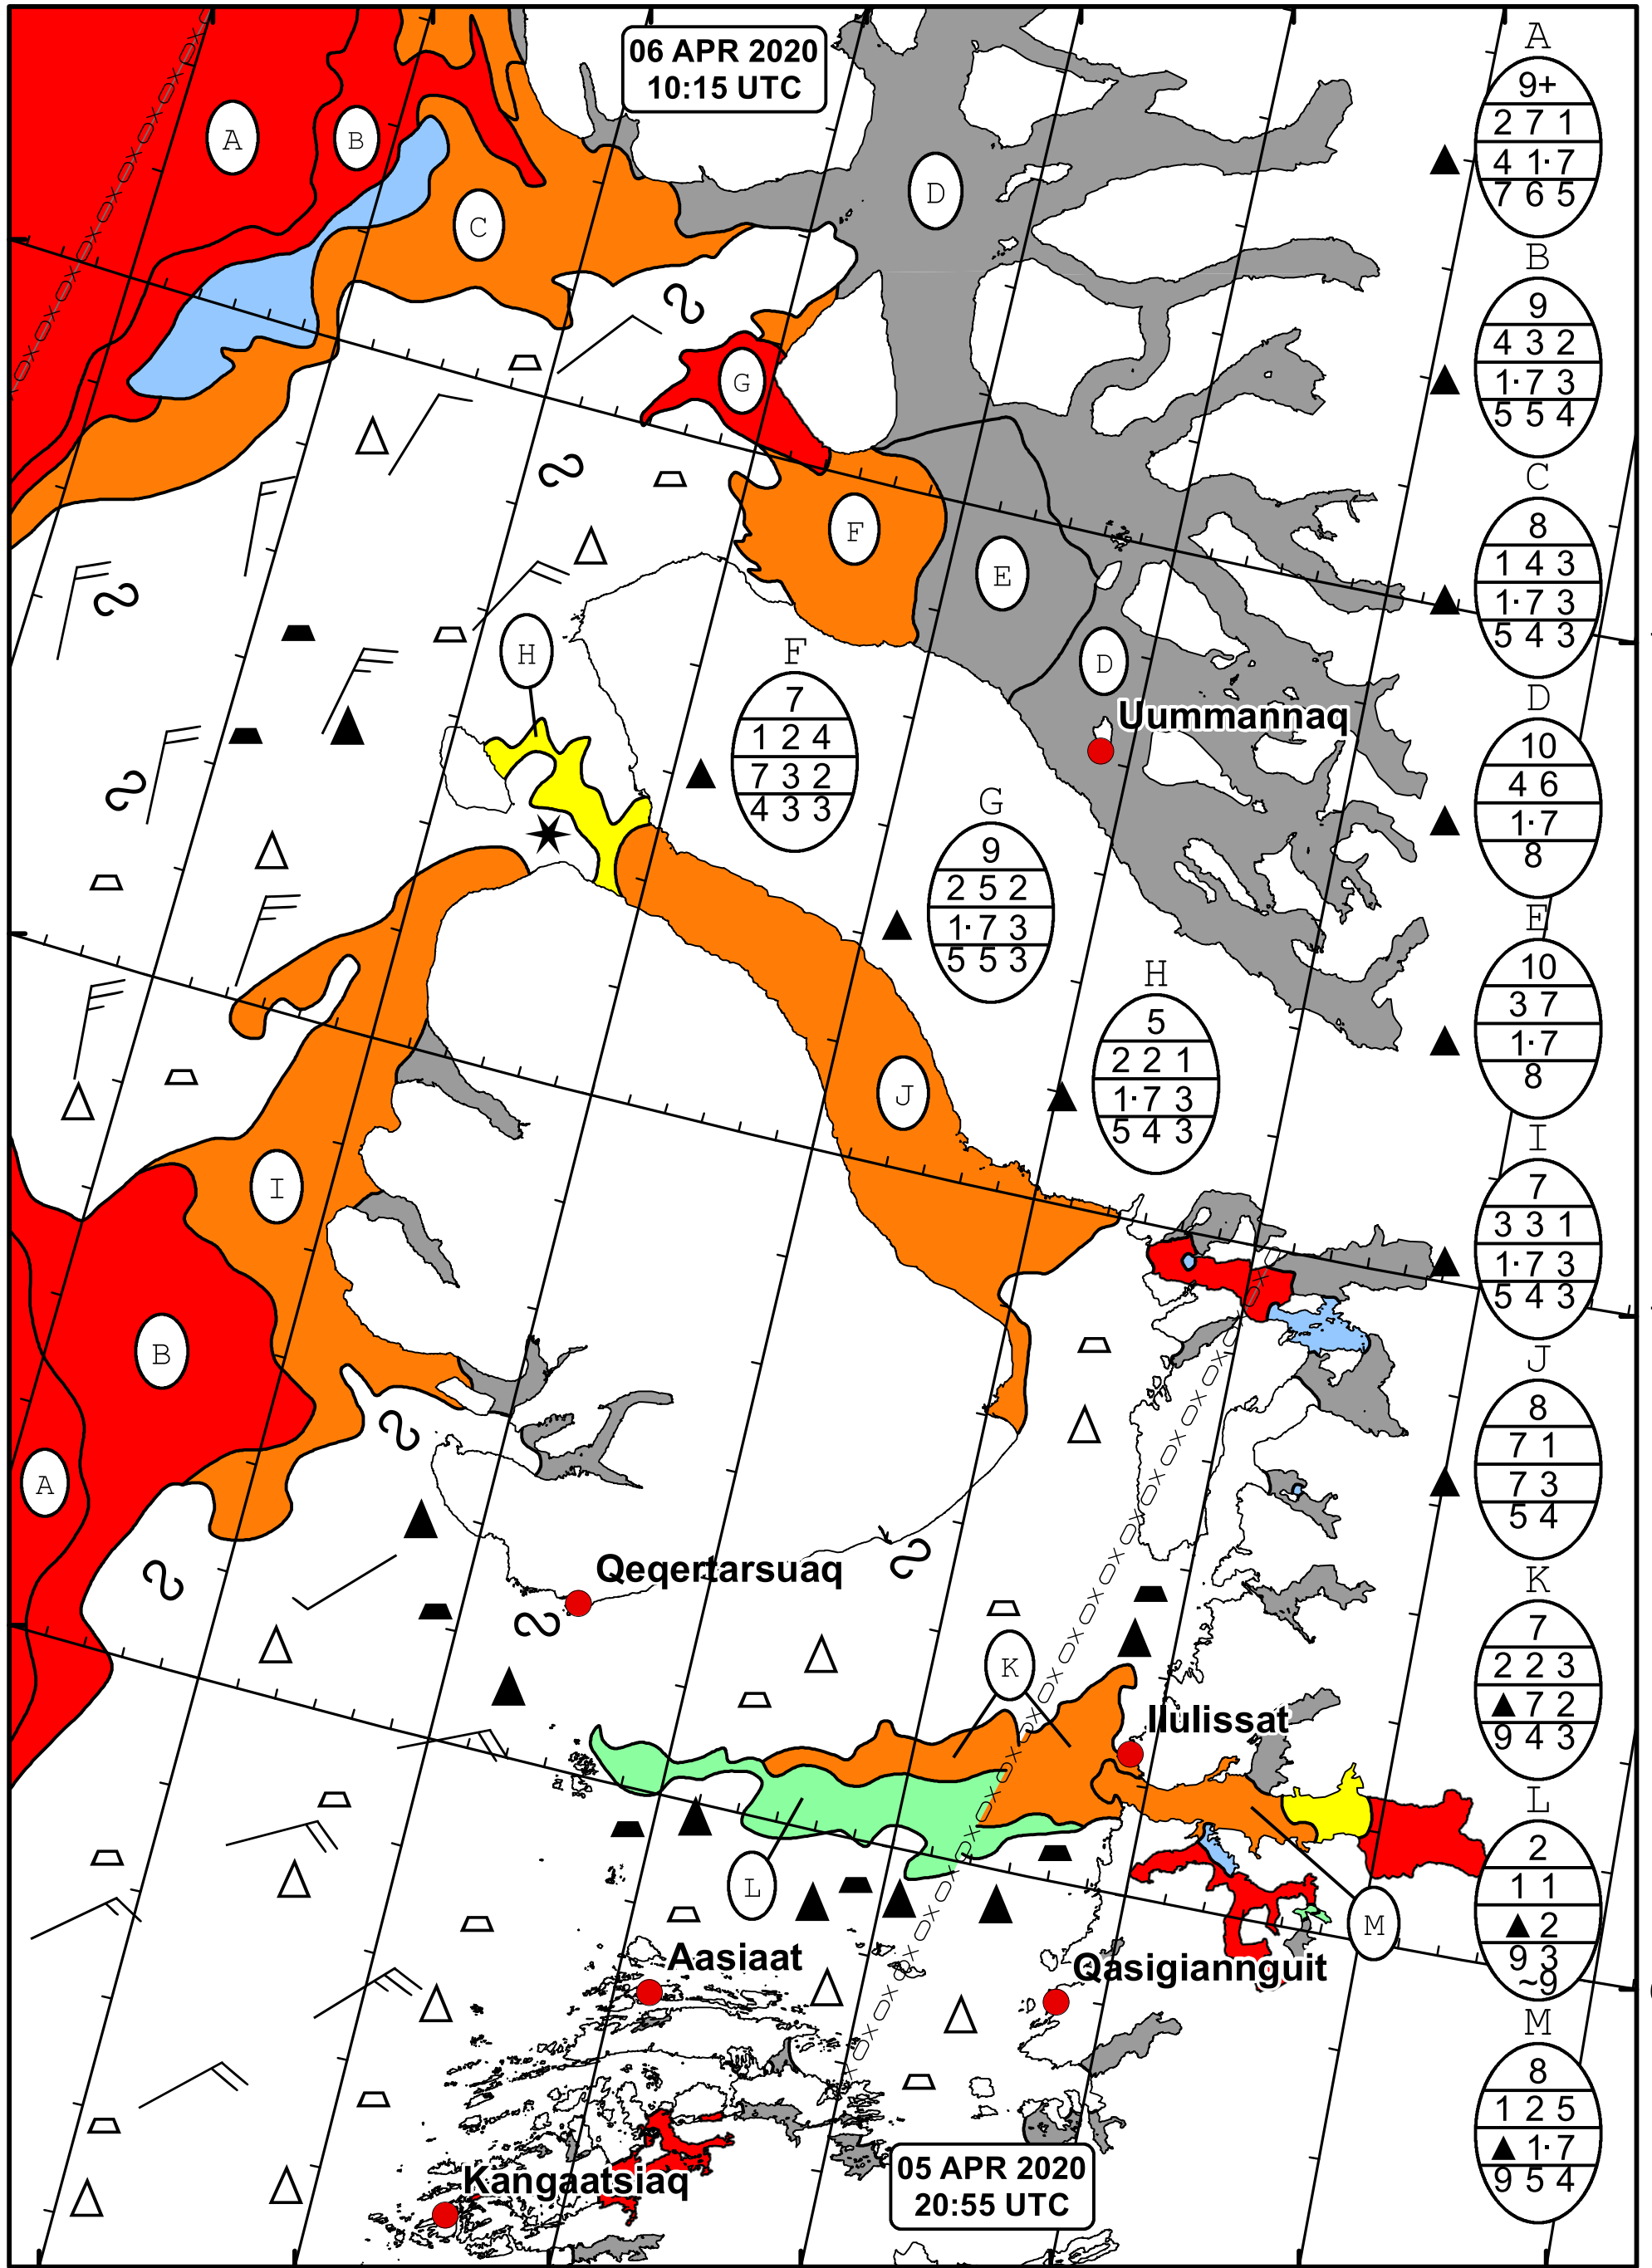 06 APR 2020
10:15 UTC
A
9+
2 7 1
4 1· 7
7 6 5
A
B
C
D
B
9
4 3 2
1· 7 3
5 5 4
G
C
8
1 4 3
1· 7 3
5 4 3
F
E
H
D
Uummannaq
F
7
1 2 4
7 3 2
4 3 3
D
10
4 6
1· 7
8
G
9
2 5 2
1· 7 3
5 5 3
E
10
3 7
1· 7
8
H
5
2 2 1
1· 7 3
5 4 3
J
I
I
7
3 3 1
1· 7 3
5 4 3
B
J
8
7 1
7 3
5 4
A
Qeqertarsuaq
K
7
2 2 3
▲ 7 2
9 4 3
K
Ilulissat
L
2
1 1
▲ 2
9 3
~9
L
M
Aasiaat
Qasigiannguit
M
8
1 2 5
▲ 1· 7
9 5 4
05 APR 2020
20:55 UTC
Kangaatsiaq